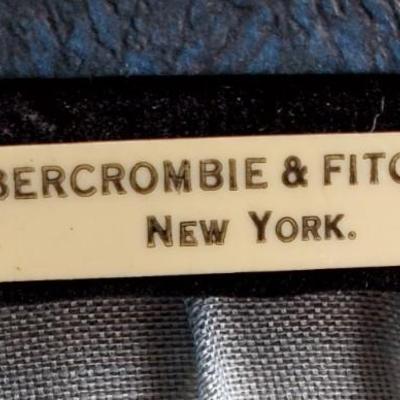 BERCROMBIE & FITC
NEW YORK.